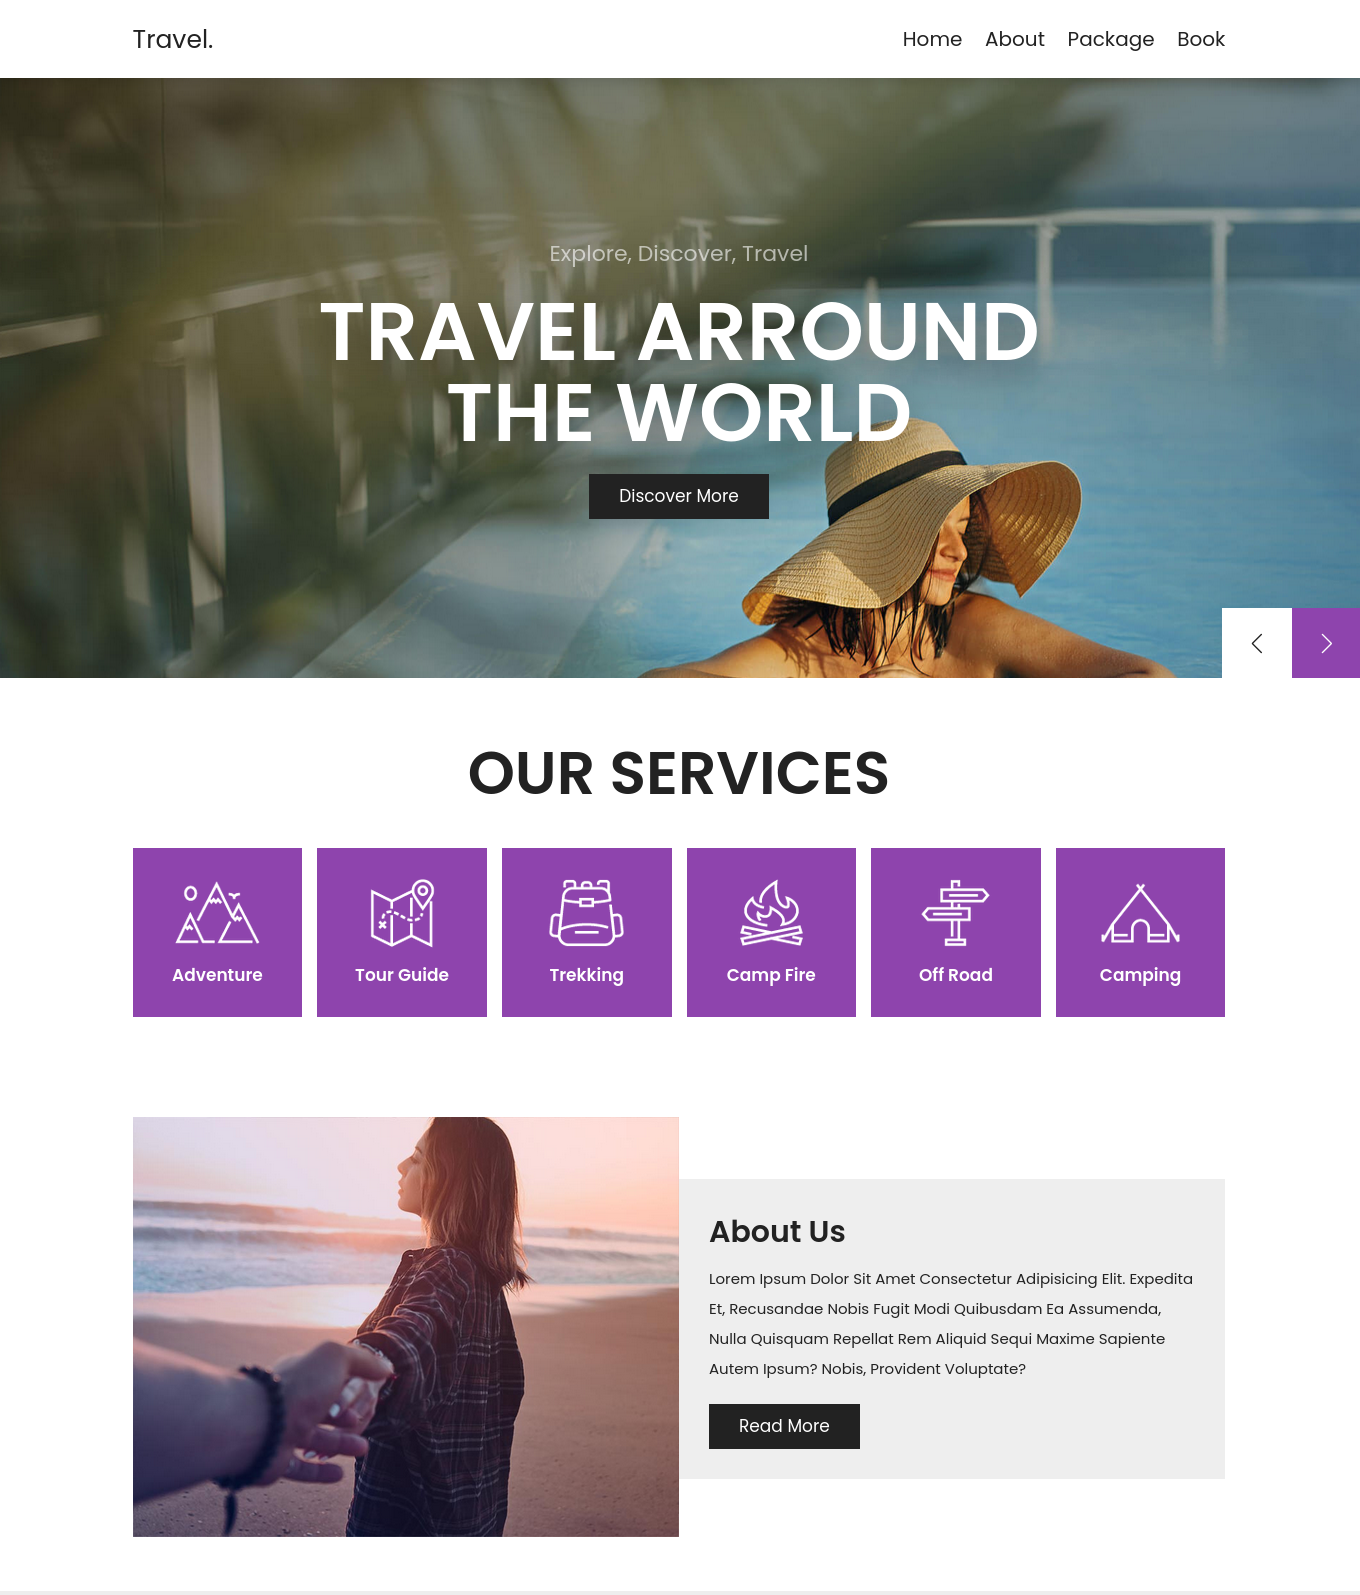 Travel.
Home About Package Book
Explore, Discover, Travel
TRAVEL ARROUND
THE WORLD
Discover More
OUR SERVICES
Adventure
Tour Guide
Trekking
Camp Fire
Off Road
Camping
About Us
Lorem Ipsum Dolor Sit Amet Consectetur Adipisicing Elit. Expedita
Et, Recusandae Nobis Fugit Modi Quibusdam Ea Assumenda,
Nulla Quisquam Repellat Rem Aliquid Sequi Maxime Sapiente
Autem Ipsum? Nobis, Provident Voluptate?
Read More